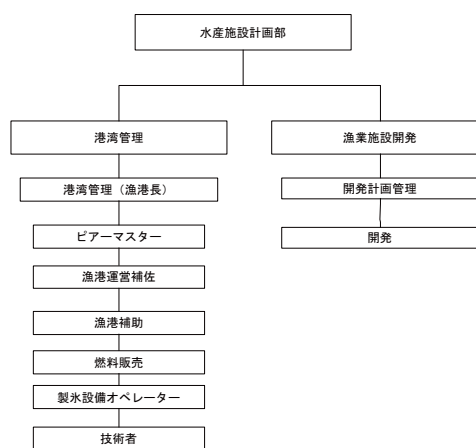 水産施設計画部
港湾管理
漁業施設開発
港湾管理（漁港長）
開発計画管理
ピアーマスター
開発
漁港運営補佐
漁港補助
燃料販売
製氷設備オペレーター
技術者